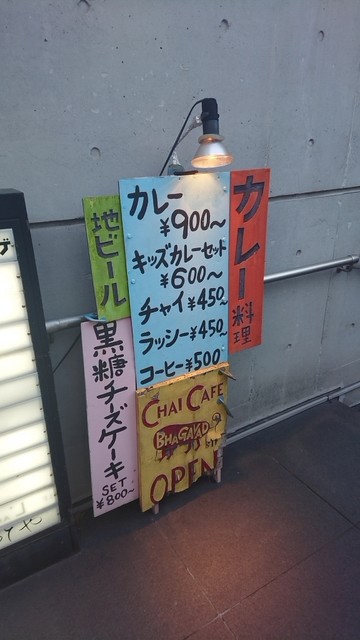 カレー
¥900~
キッズカレーセット
¥600~
チャイ¥450~
ラッシー¥450~
コーヒー¥500
カレー料理
地ビール
黒糖チーズケーキ
SET
¥800~
CHAI CAFE
BHAGAVAD
OPEN